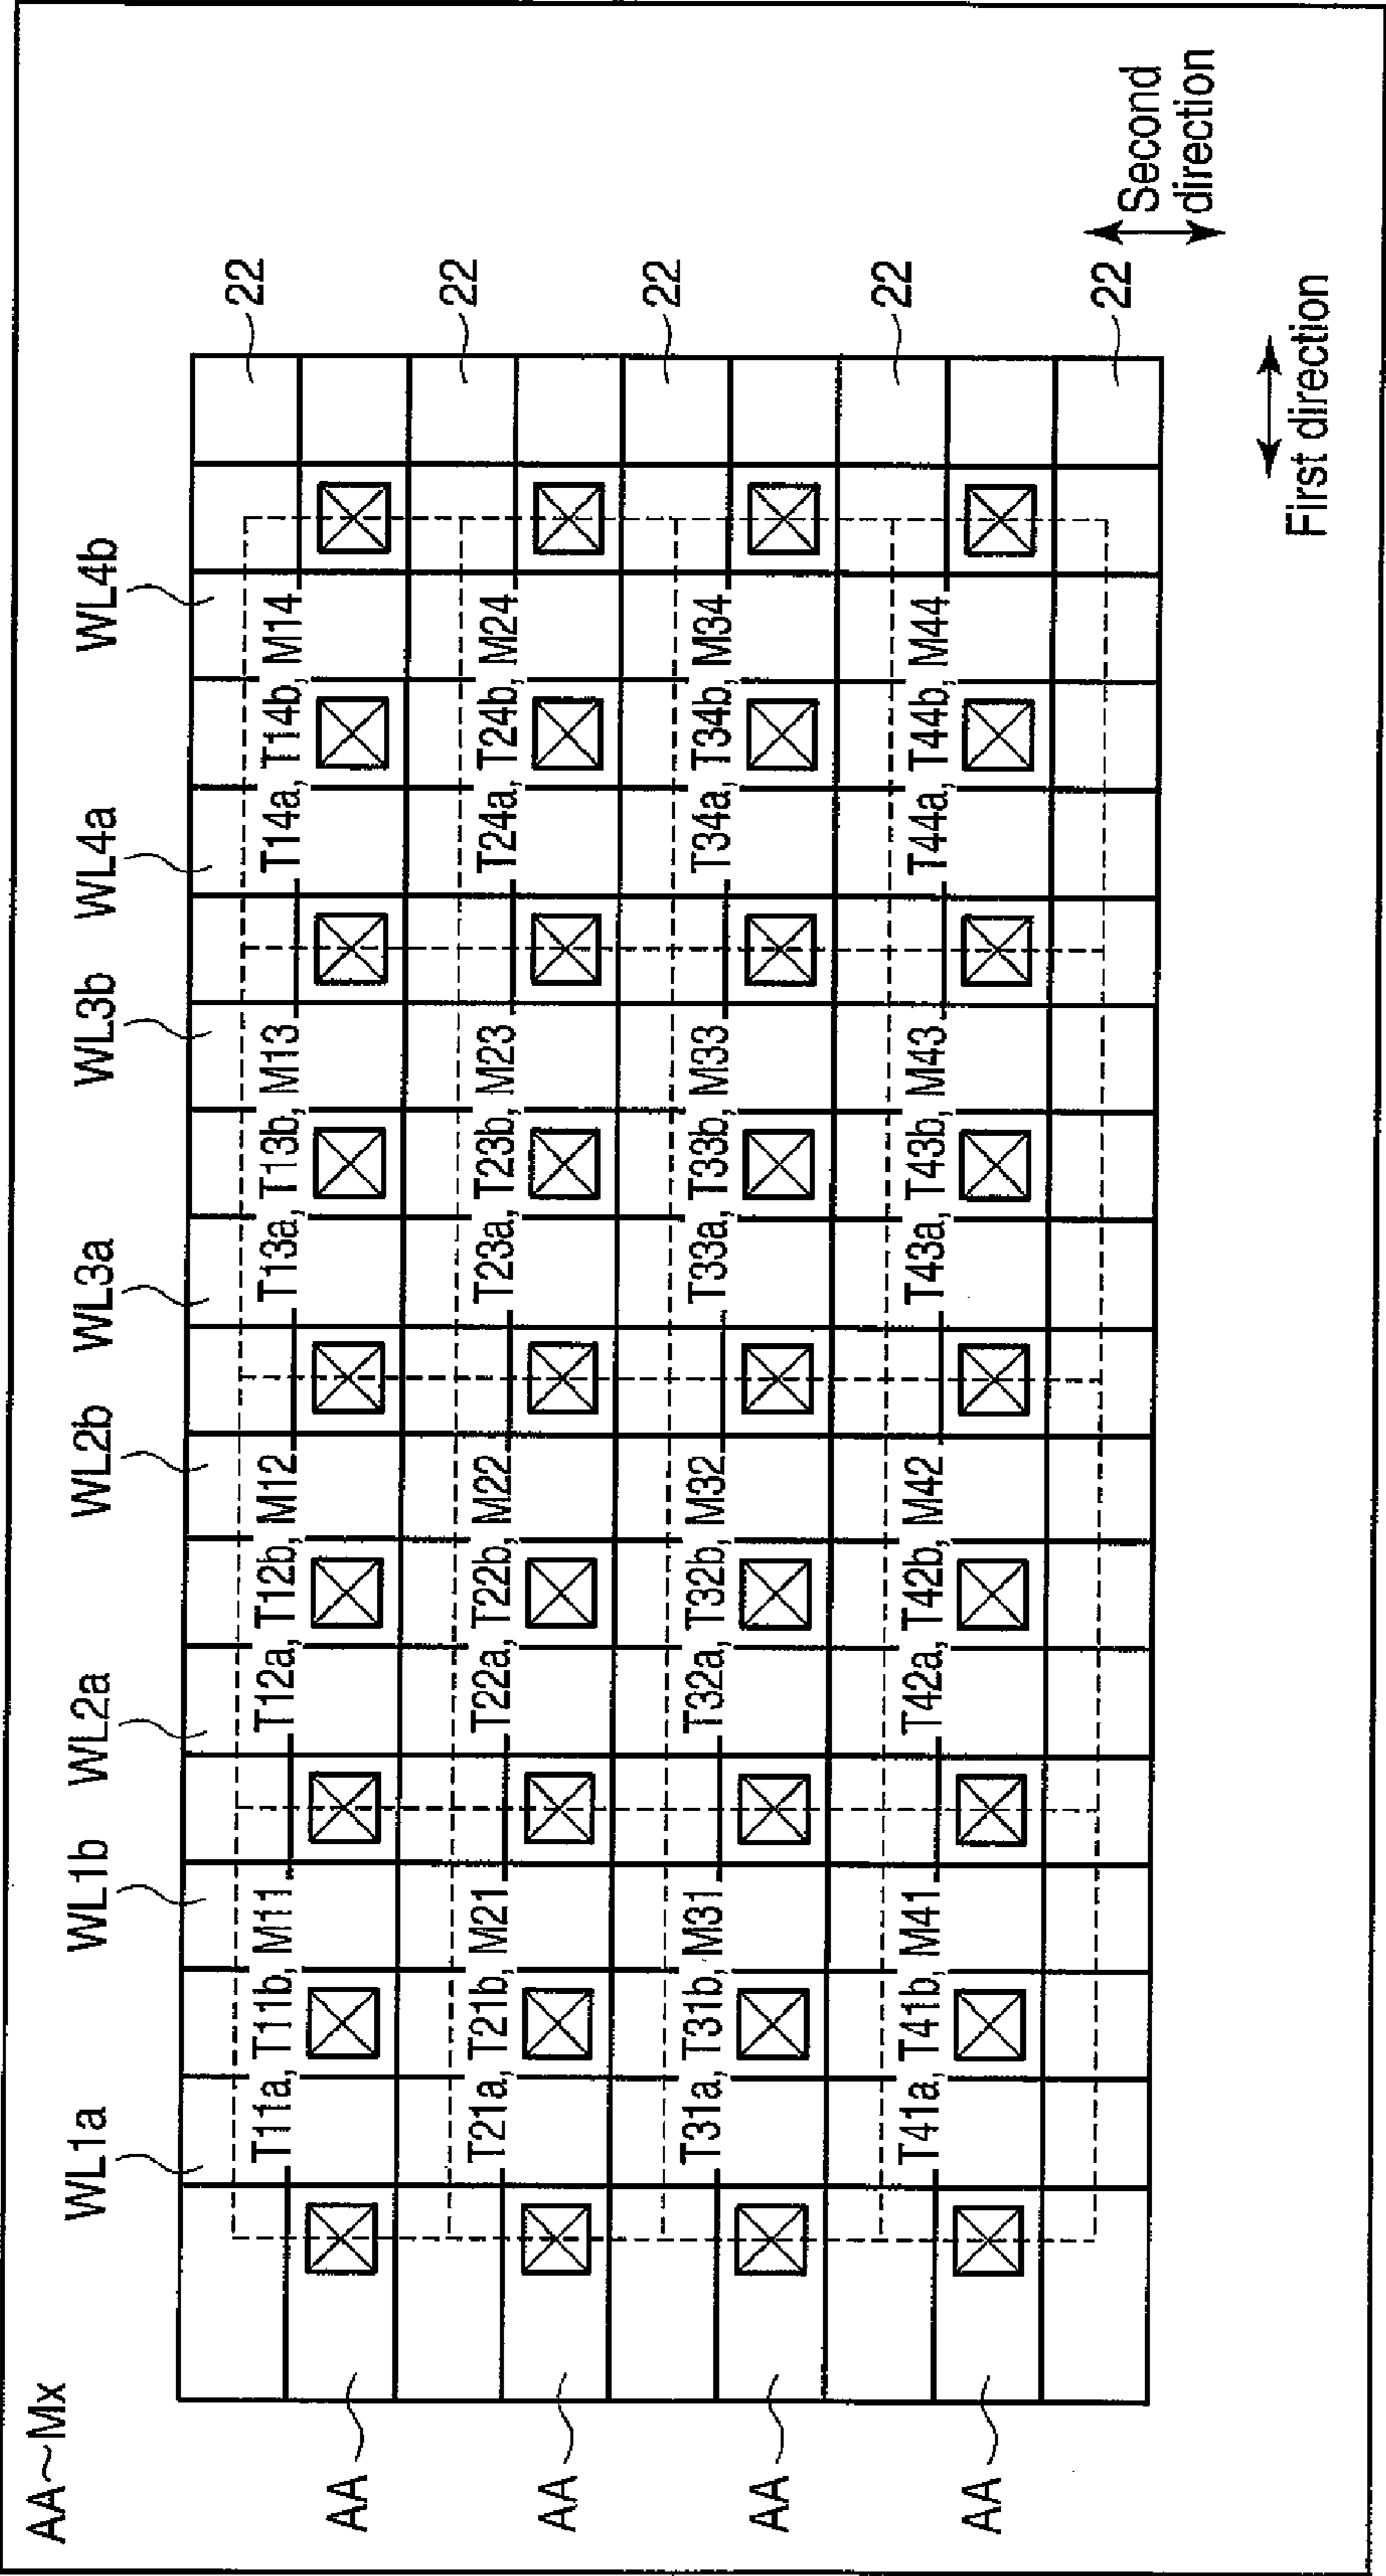 AA~Mx
WL1a
WL1b
WL2a
WL2b
WL3a
WL3b
WL4a
WL4b
T11a, T11b, M11
T12a, T12b, M12
T13a, T13b, M13
T14a, T14b, M14
22
AA
T21a, T21b, M21
T22a, T22b, M22
T23a, T23b, M23
T24a, T24b, M24
22
AA
T31a, T31b, M31
T32a, T32b, M32
T33a, T33b, M33
T34a, T34b, M34
22
AA
T41a, T41b, M41
T42a, T42b, M42
T43a, T43b, M43
T44a, T44b, M44
22
AA
22
Second
direction
First direction